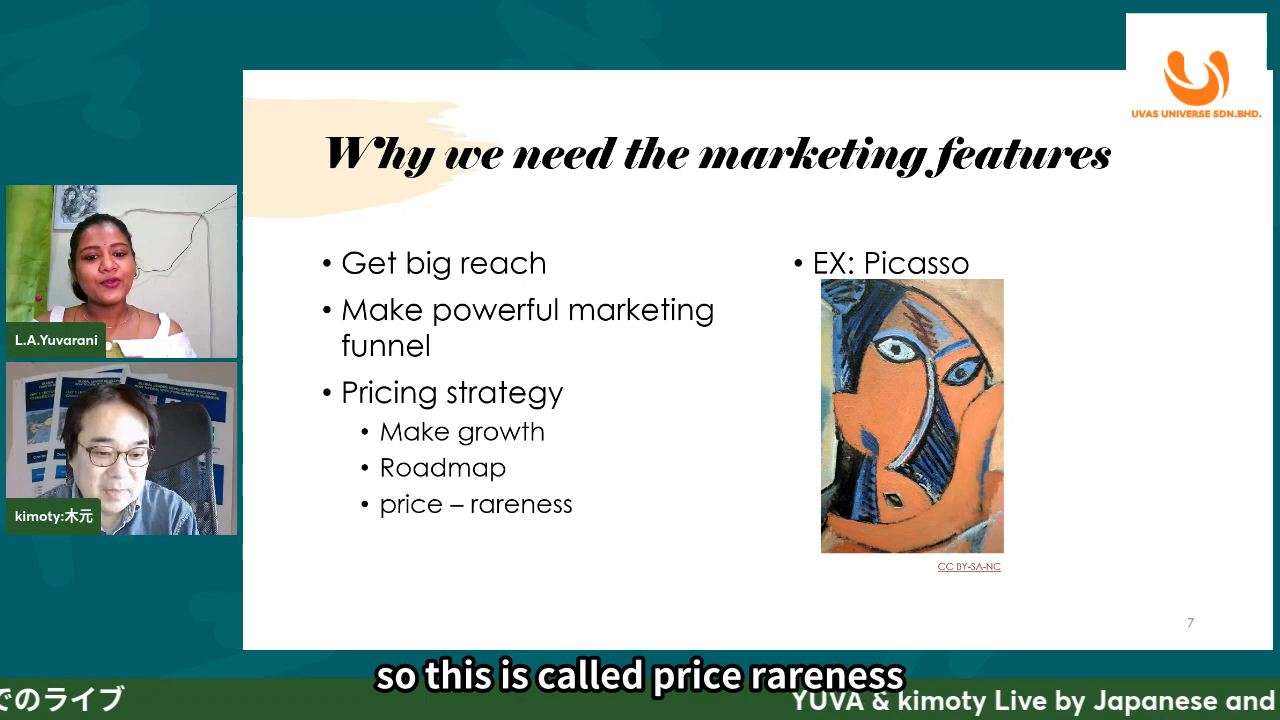 UVAS UNIVERSE SDN.BHD.
Why we need the marketing features
• Get big reach
• Make powerful marketing
funnel
• Pricing strategy
• Make growth
• Roadmap
• price – rareness
• EX: Picasso
CC BY-SA-NC
7
L.A.Yuvarani
kimoty:木元
so this is called price rareness
でのライブ
YUVA & kimoty Live by Japanese and